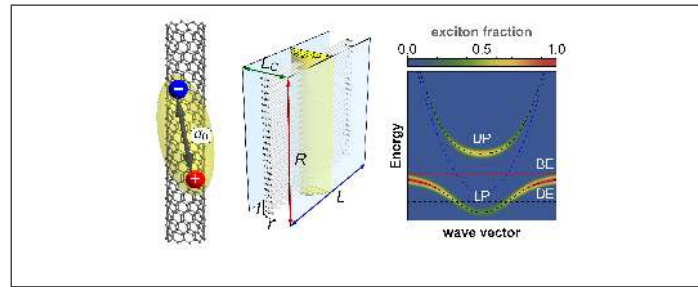 −
a₀
+
L_C
R
L
r
exciton fraction
0.0 0.5 1.0
Energy
UP
BE
LP
DE
wave vector